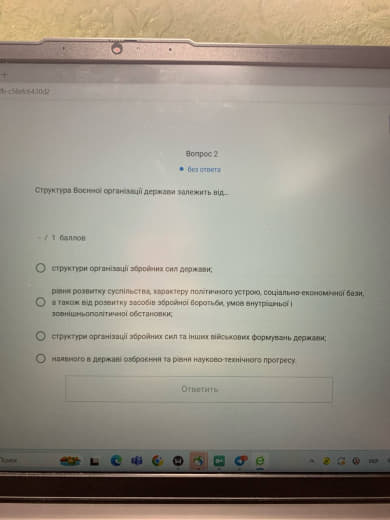 Вопрос 2
без ответа
Структура Воєнної організації держави залежить від...
- / 1 баллов
структури організації збройних сил держави;
рівня розвитку суспільства, характеру політичного устрою, соціально-економічної бази,
а також від розвитку засобів збройної боротьби, умов внутрішньої і
зовнішньополітичної обстановки;
структури організації збройних сил та інших військових формувань держави;
наявного в державі озброєння та рівня науково-технічного прогресу.
Ответить